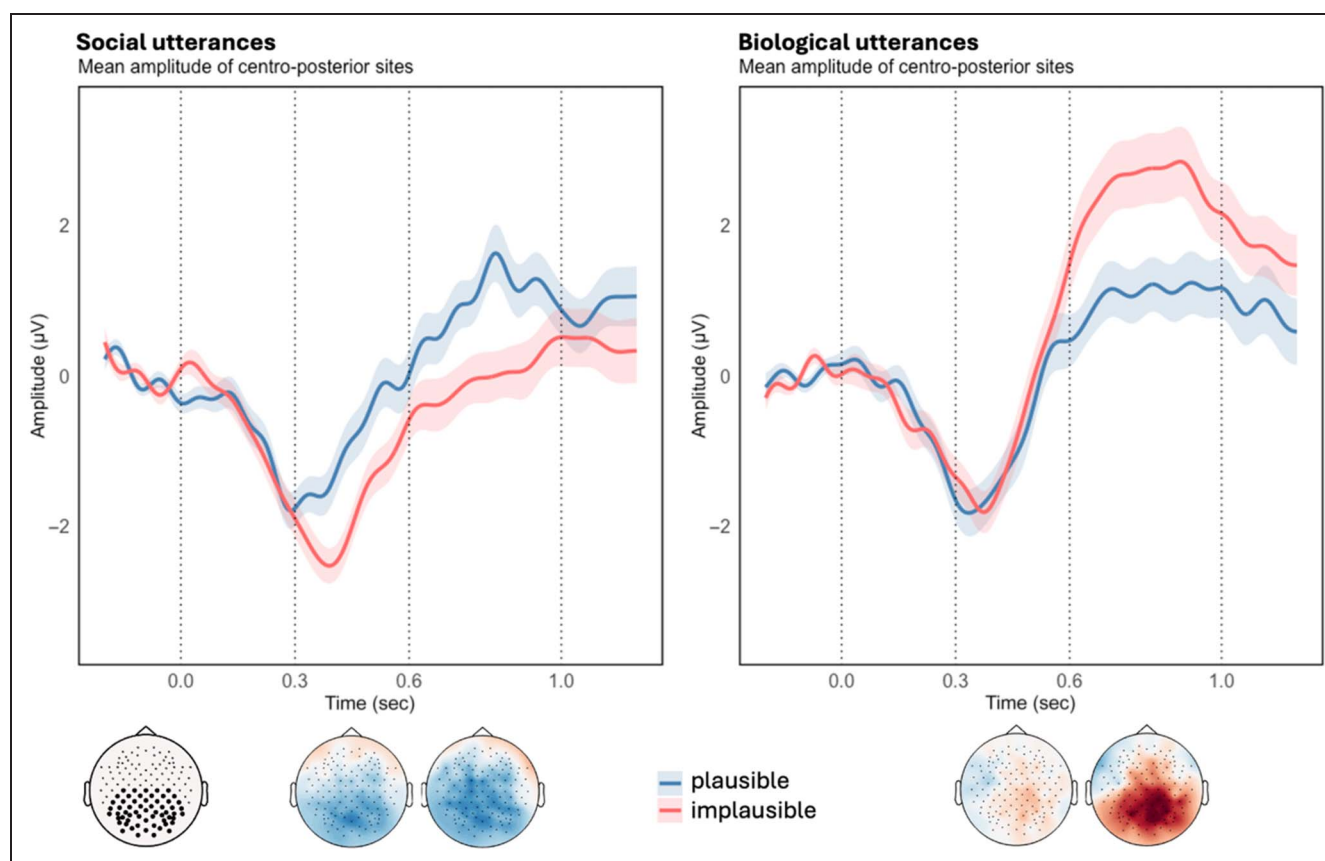 Social utterances
Mean amplitude of centro-posterior sites
Amplitude (µV)
2
0
−2
0.0 0.3 0.6 1.0
Time (sec)
Biological utterances
Mean amplitude of centro-posterior sites
Amplitude (µV)
2
0
−2
0.0 0.3 0.6 1.0
Time (sec)
plausible
implausible